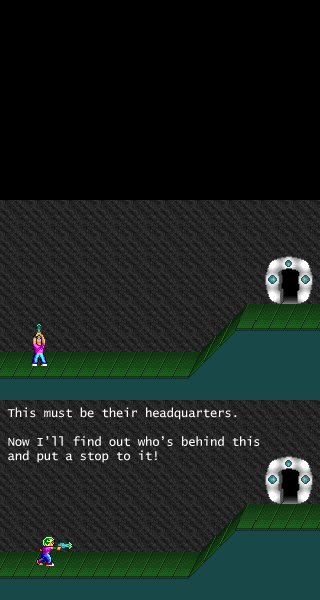 This must be their headquarters.
Now I'll find out who's behind this
and put a stop to it!